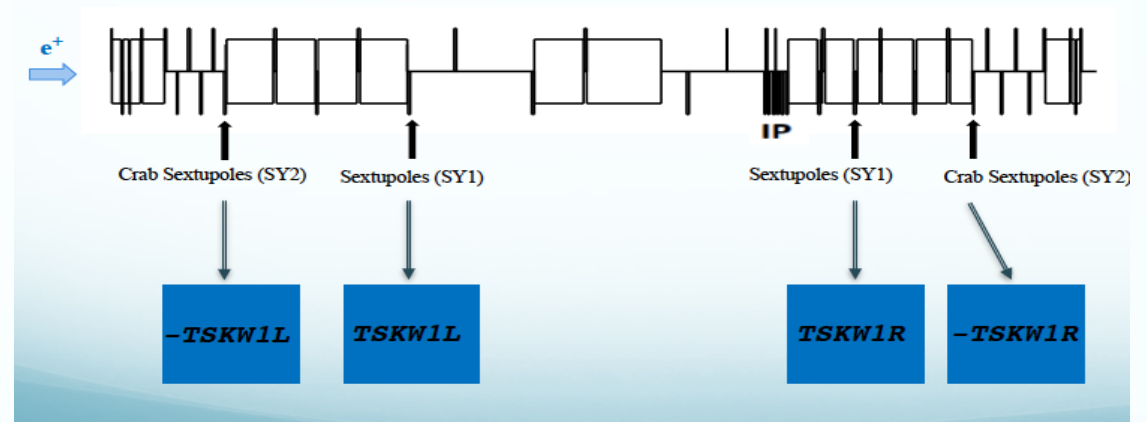 e+
IP
Crab Sextupoles (SY2)
Sextupoles (SY1)
Sextupoles (SY1)
Crab Sextupoles (SY2)
-TSKW1L
TSKW1L
TSKW1R
-TSKW1R